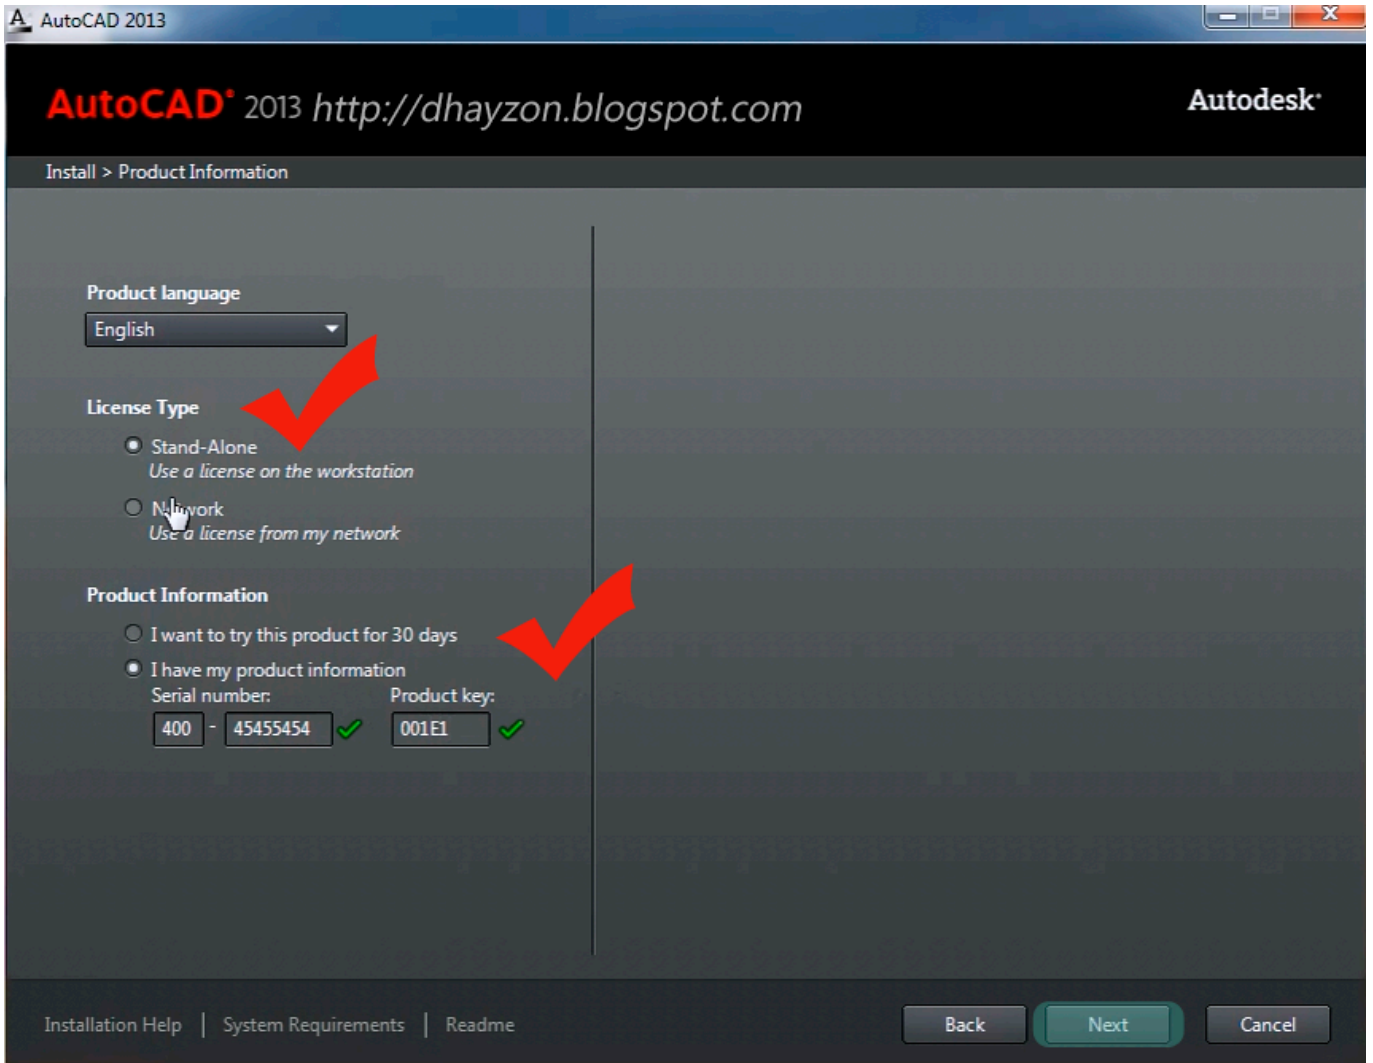 AutoCAD 2013
AutoCAD® 2013 http://dhayzon.blogspot.com
Autodesk®
Install > Product Information
Product language
English
License Type
Stand-Alone
Use a license on the workstation
Network
Use a license from my network
Product Information
I want to try this product for 30 days
I have my product information
Serial number: Product key:
400 - 45455454 001E1
Installation Help | System Requirements | Readme
Back Next Cancel